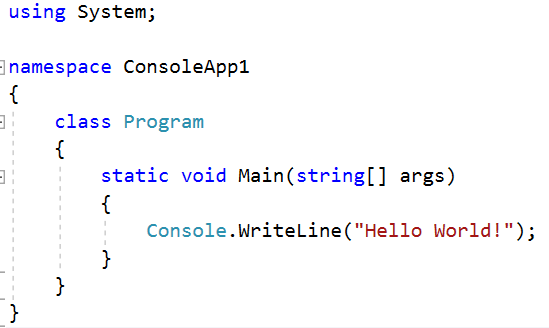 using System;
namespace ConsoleApp1
{
    class Program
    {
        static void Main(string[] args)
        {
            Console.WriteLine("Hello World!");
        }
    }
}